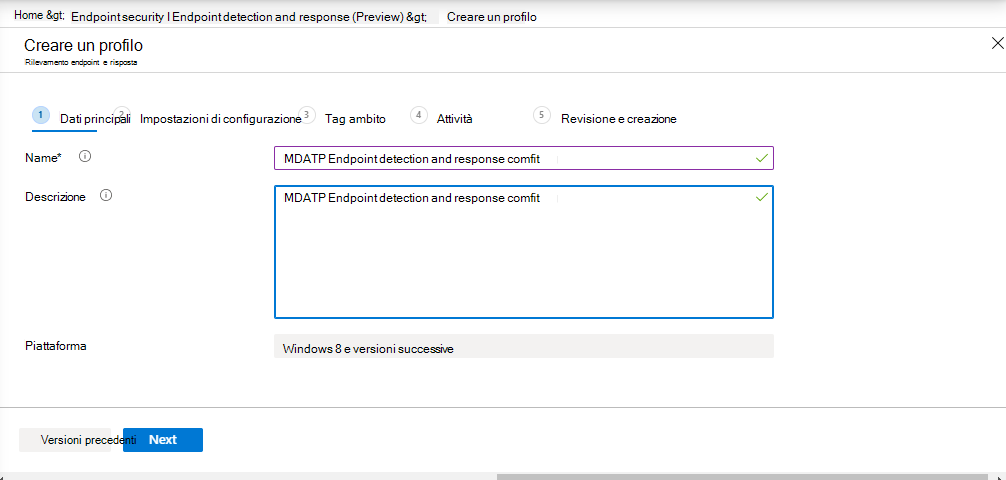 Home &gt; Endpoint security I Endpoint detection and response (Preview) &gt; Creare un profilo
Creare un profilo
Rilevamento endpoint e risposta
1 Dati principali 2 Impostazioni di configurazione 3 Tag ambito 4 Attività 5 Revisione e creazione
Name* MDATP Endpoint detection and response comfit
Descrizione MDATP Endpoint detection and response comfit
Piattaforma Windows 8 e versioni successive
Versioni precedenti Next